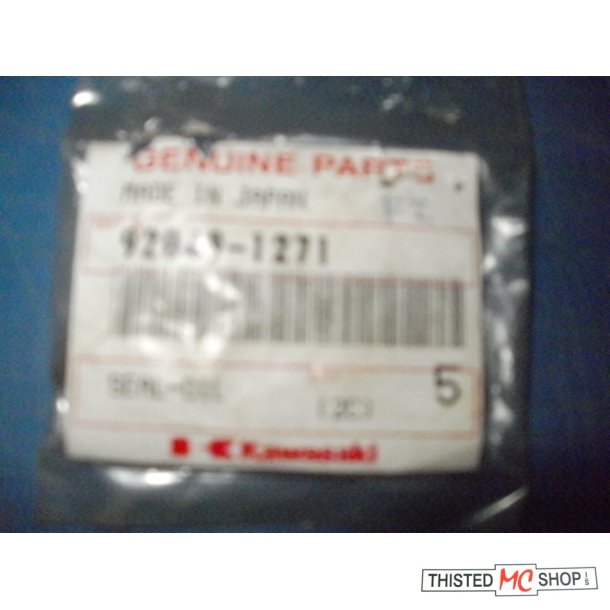 GENUINE PARTS
MADE IN JAPAN
92049-1271
SEAL-OIL
5
Kawasaki
THISTED MC SHOP I/S